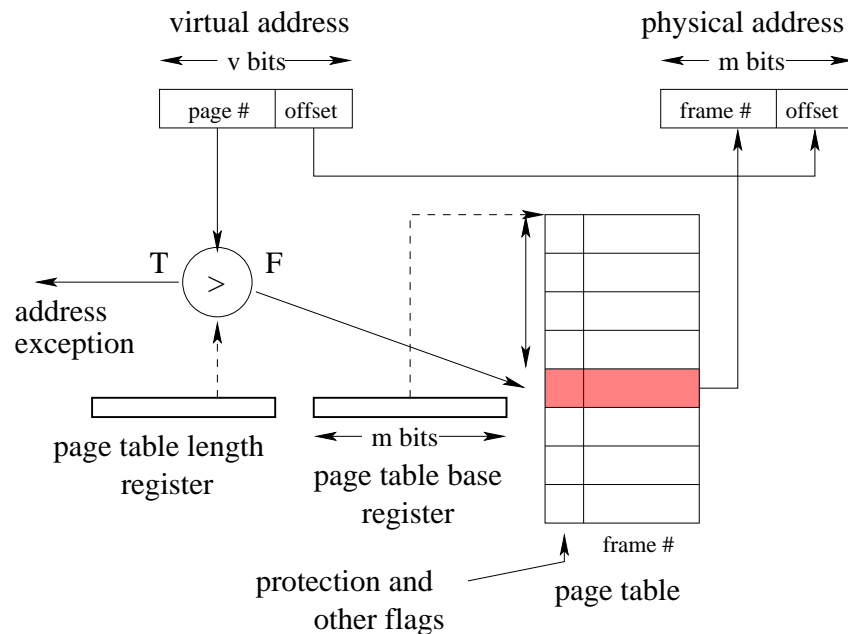 virtual address
physical address
v bits
m bits
page #
offset
frame #
offset
T
F
>
address
exception
m bits
page table length
register
page table base
register
frame #
page table
protection and
other flags